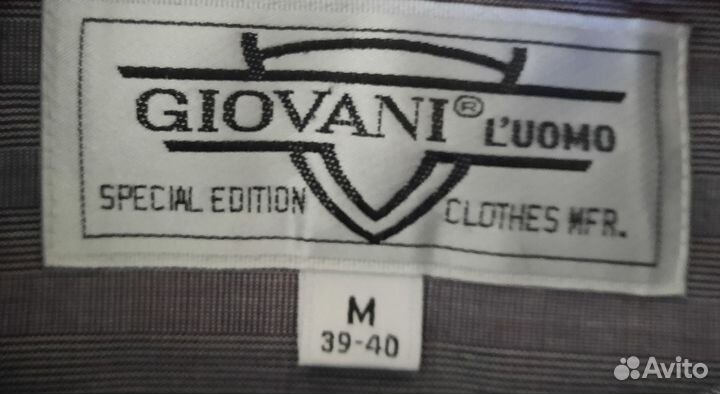 GIOVANI® L'UOMO
SPECIAL EDITION CLOTHES MFR.
M
39-40
Avito